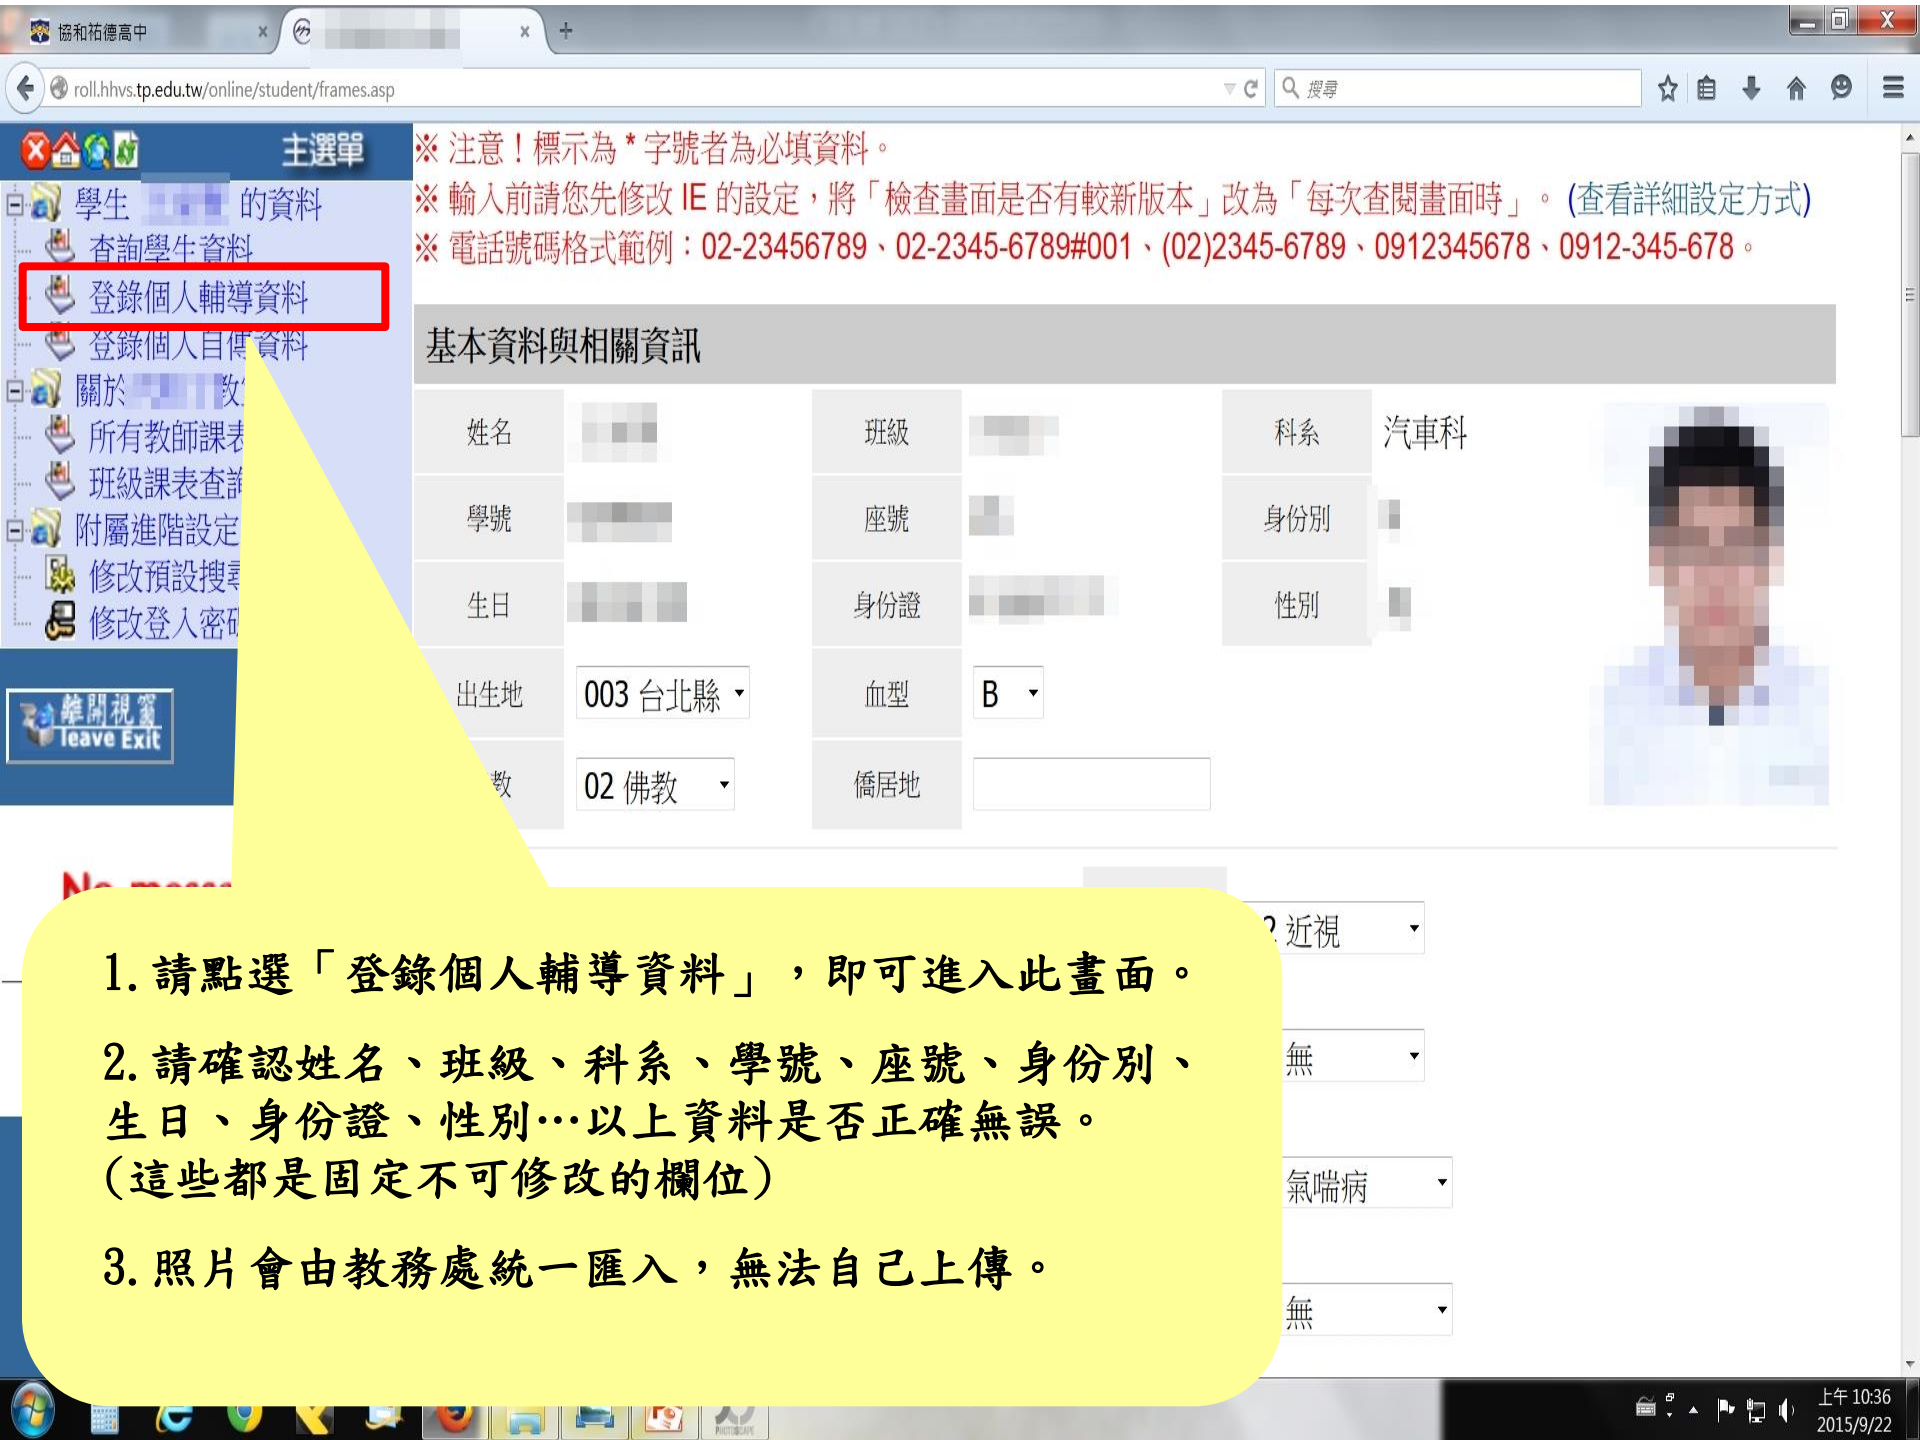 協和祐德高中
roll.hhvs.tp.edu.tw/online/student/frames.asp
搜尋
主選單
學生 的資料
查詢學生資料
登錄個人輔導資料
登錄個人自傳資料
關於 教
所有教師課表
班級課表查詢
附屬進階設定
修改預設搜尋
修改登入密碼
離開視窗
leave Exit
※ 注意！標示為 * 字號者為必填資料。
※ 輸入前請您先修改 IE 的設定，將「檢查畫面是否有較新版本」改為「每次查閱畫面時」。 (查看詳細設定方式)
※ 電話號碼格式範例：02-23456789、02-2345-6789#001、(02)2345-6789、0912345678、0912-345-678。
基本資料與相關資訊
姓名 班級 科系 汽車科
學號 座號 身份別
生日 身份證 性別
出生地 003 台北縣 血型 B
教 02 佛教 僑居地
No
2 近視
無
氣喘病
無
1.請點選「登錄個人輔導資料」，即可進入此畫面。
2.請確認姓名、班級、科系、學號、座號、身份別、
生日、身份證、性別…以上資料是否正確無誤。
(這些都是固定不可修改的欄位)
3.照片會由教務處統一匯入，無法自己上傳。
PHOTOSCAPE
上午 10:36
2015/9/22